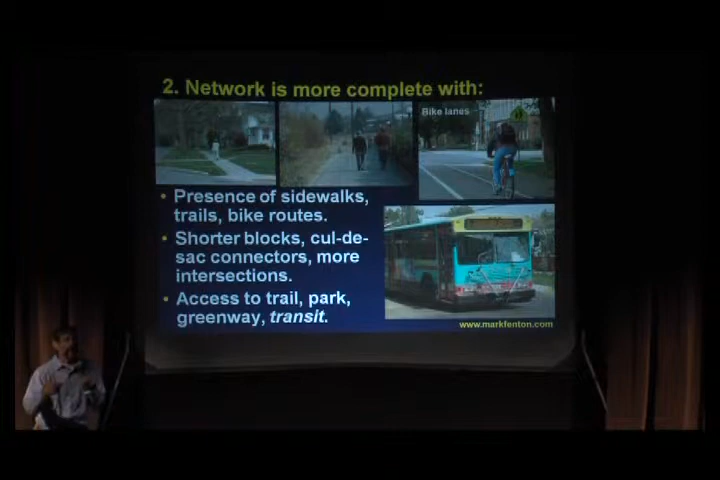 2. Network is more complete with:
Bike lanes
• Presence of sidewalks,
trails, bike routes.
• Shorter blocks, cul-de-
sac connectors, more
intersections.
• Access to trail, park,
greenway, transit.
www.markfenton.com